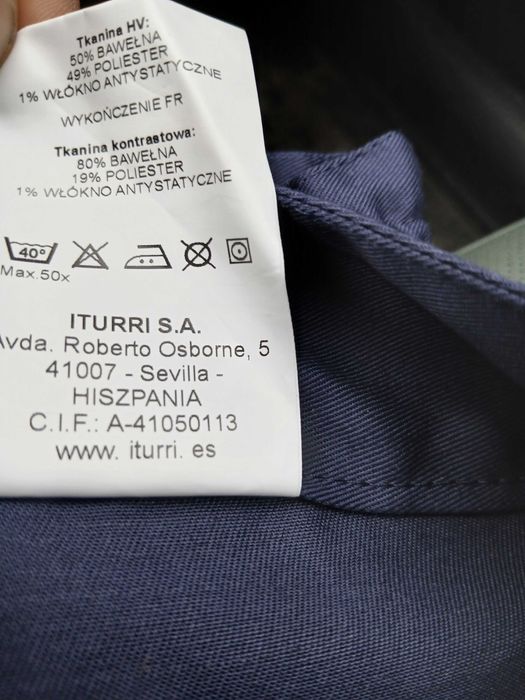 Tkanina HV:
50% BAWEŁNA
49% POLIESTER
1% WŁÓKNO ANTYSTATYCZNE
WYKOŃCZENIE FR
Tkanina kontrastowa:
80% BAWEŁNA
19% POLIESTER
1% WŁÓKNO ANTYSTATYCZNE
40°
Max.50x
ITURRI S.A.
Avda. Roberto Osborne, 5
41007 - Sevilla -
HISZPANIA
C.I.F.: A-41050113
www. iturri. es